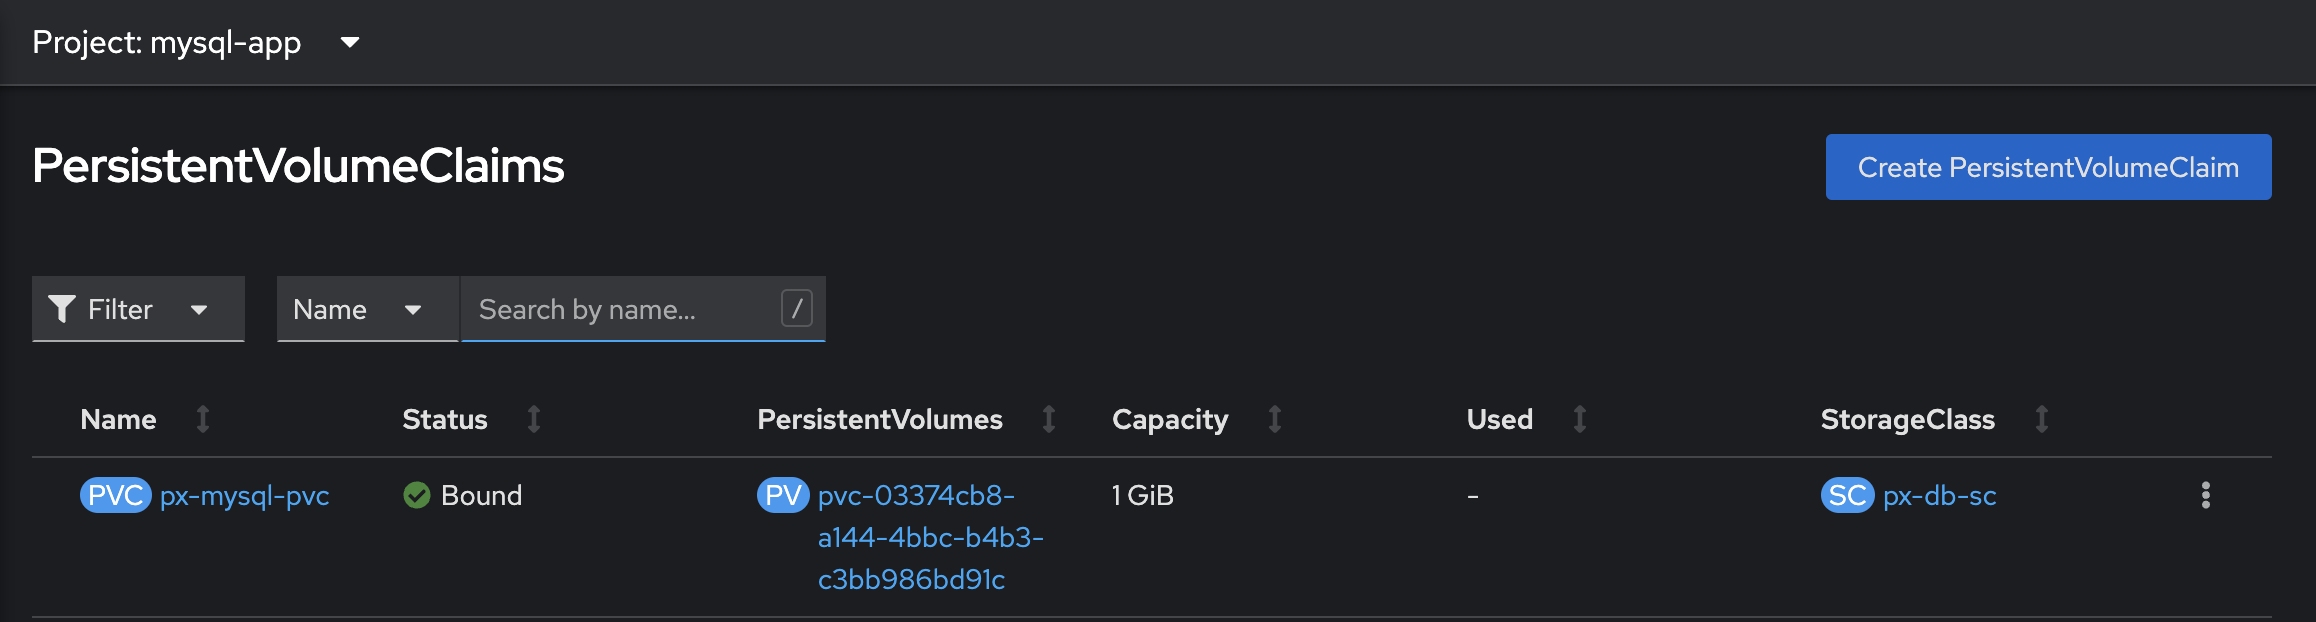 Project: mysql-app
PersistentVolumeClaims
Create PersistentVolumeClaim
Filter
Name
Search by name...
/
Name Status PersistentVolumes Capacity Used StorageClass
PVC px-mysql-pvc Bound PV pvc-03374cb8- 1 GiB - SC px-db-sc
a144-4bbc-b4b3-
c3bb986bd91c